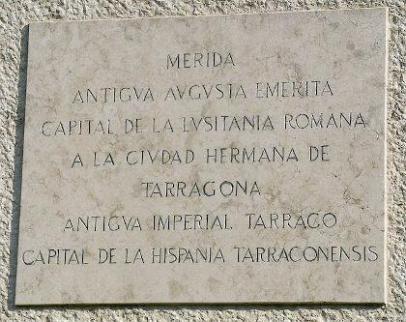 MERIDA
ANTIGVA AVGVSTA EMERITA
CAPITAL DE LA LVSITANIA ROMANA
A LA CIVDAD HERMANA DE
TARRAGONA
ANTIGVA IMPERIAL TARRACO
CAPITAL DE LA HISPANIA TARRACONENSIS